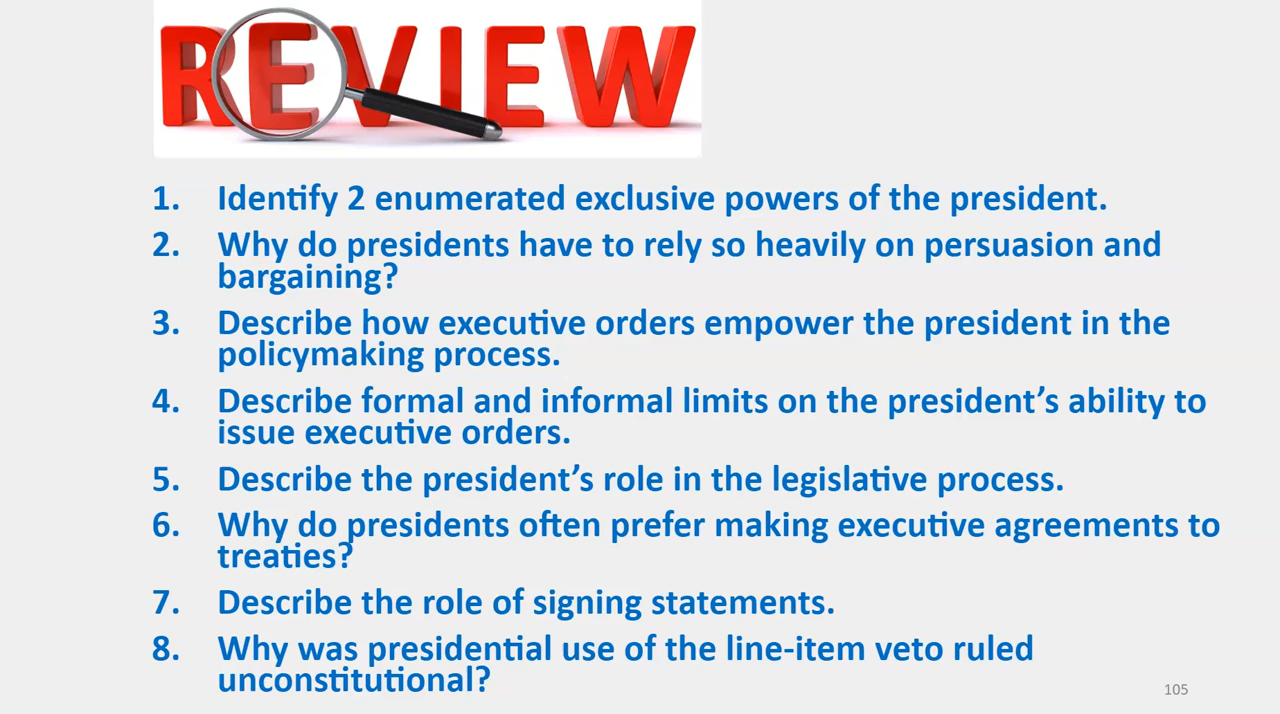 REVIEW
1. Identify 2 enumerated exclusive powers of the president.
2. Why do presidents have to rely so heavily on persuasion and
bargaining?
3. Describe how executive orders empower the president in the
policymaking process.
4. Describe formal and informal limits on the president’s ability to
issue executive orders.
5. Describe the president’s role in the legislative process.
6. Why do presidents often prefer making executive agreements to
treaties?
7. Describe the role of signing statements.
8. Why was presidential use of the line-item veto ruled
unconstitutional?
105